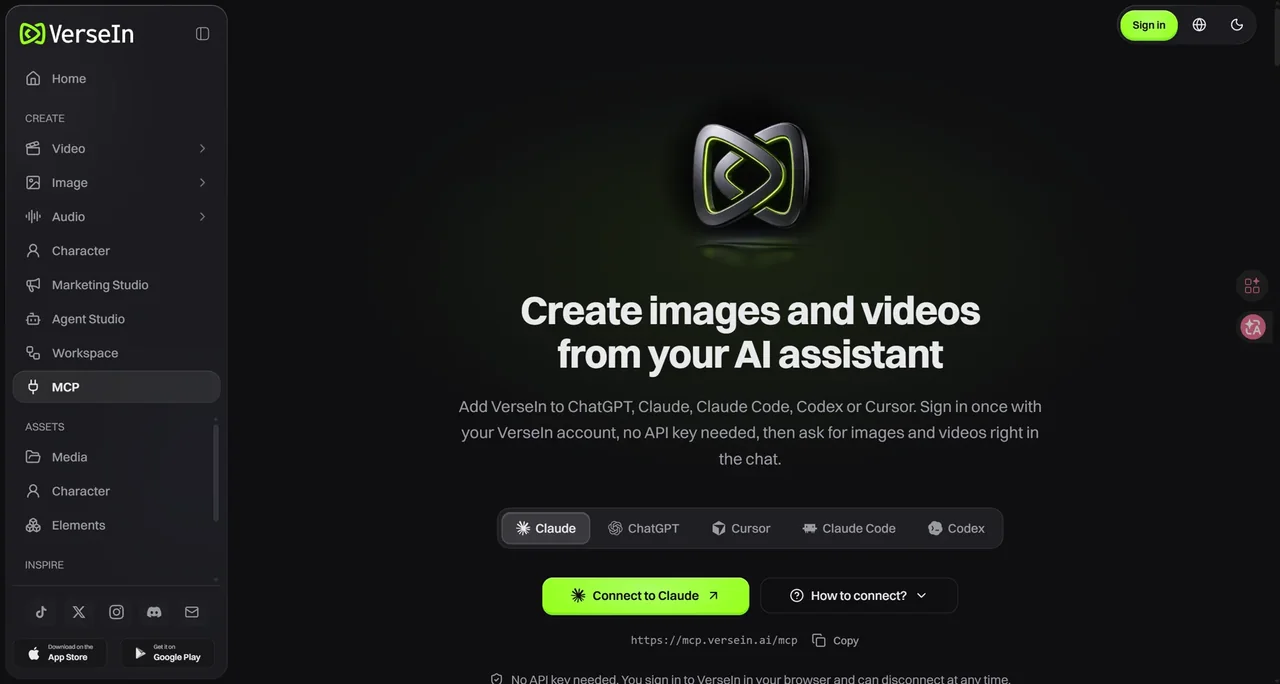 VerseIn
Home
CREATE
Video
Image
Audio
Character
Marketing Studio
Agent Studio
Workspace
MCP
ASSETS
Media
Character
Elements
INSPIRE
Download on the
App Store
Get it on
Google Play
Sign in
Create images and videos
from your AI assistant
Add VerseIn to ChatGPT, Claude, Claude Code, Codex or Cursor. Sign in once with
your VerseIn account, no API key needed, then ask for images and videos right in
the chat.
Claude
ChatGPT
Cursor
Claude Code
Codex
Connect to Claude
How to connect?
https://mcp.versein.ai/mcp
Copy
No API key needed. You sign in to VerseIn in your browser and can disconnect at any time.